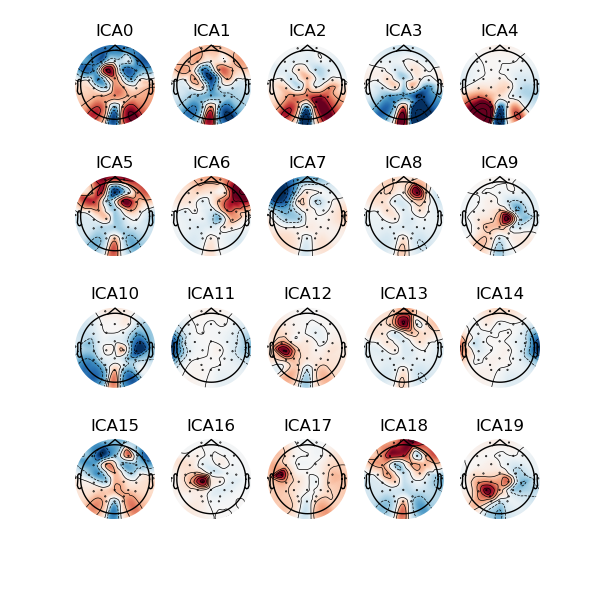 ICA0 ICA1 ICA2 ICA3 ICA4
ICA5 ICA6 ICA7 ICA8 ICA9
ICA10 ICA11 ICA12 ICA13 ICA14
ICA15 ICA16 ICA17 ICA18 ICA19